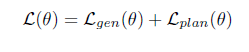 ℒ(θ) = ℒ_gen(θ) + ℒ_plan(θ)